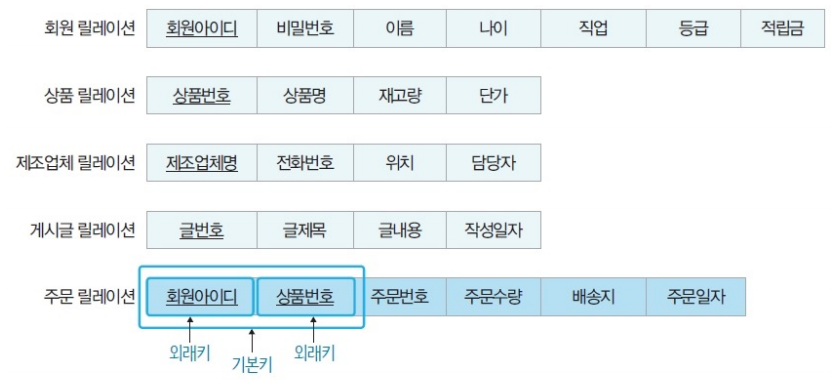 회원 릴레이션 회원아이디 비밀번호 이름 나이 직업 등급 적립금
상품 릴레이션 상품번호 상품명 재고량 단가
제조업체 릴레이션 제조업체명 전화번호 위치 담당자
게시글 릴레이션 글번호 글제목 글내용 작성일자
주문 릴레이션 회원아이디 상품번호 주문번호 주문수량 배송지 주문일자
외래키 기본키 외래키